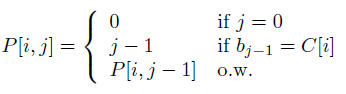 0 if j = 0
P[i, j] = { j − 1 if b_{j−1} = C[i]
P[i, j − 1] o.w.